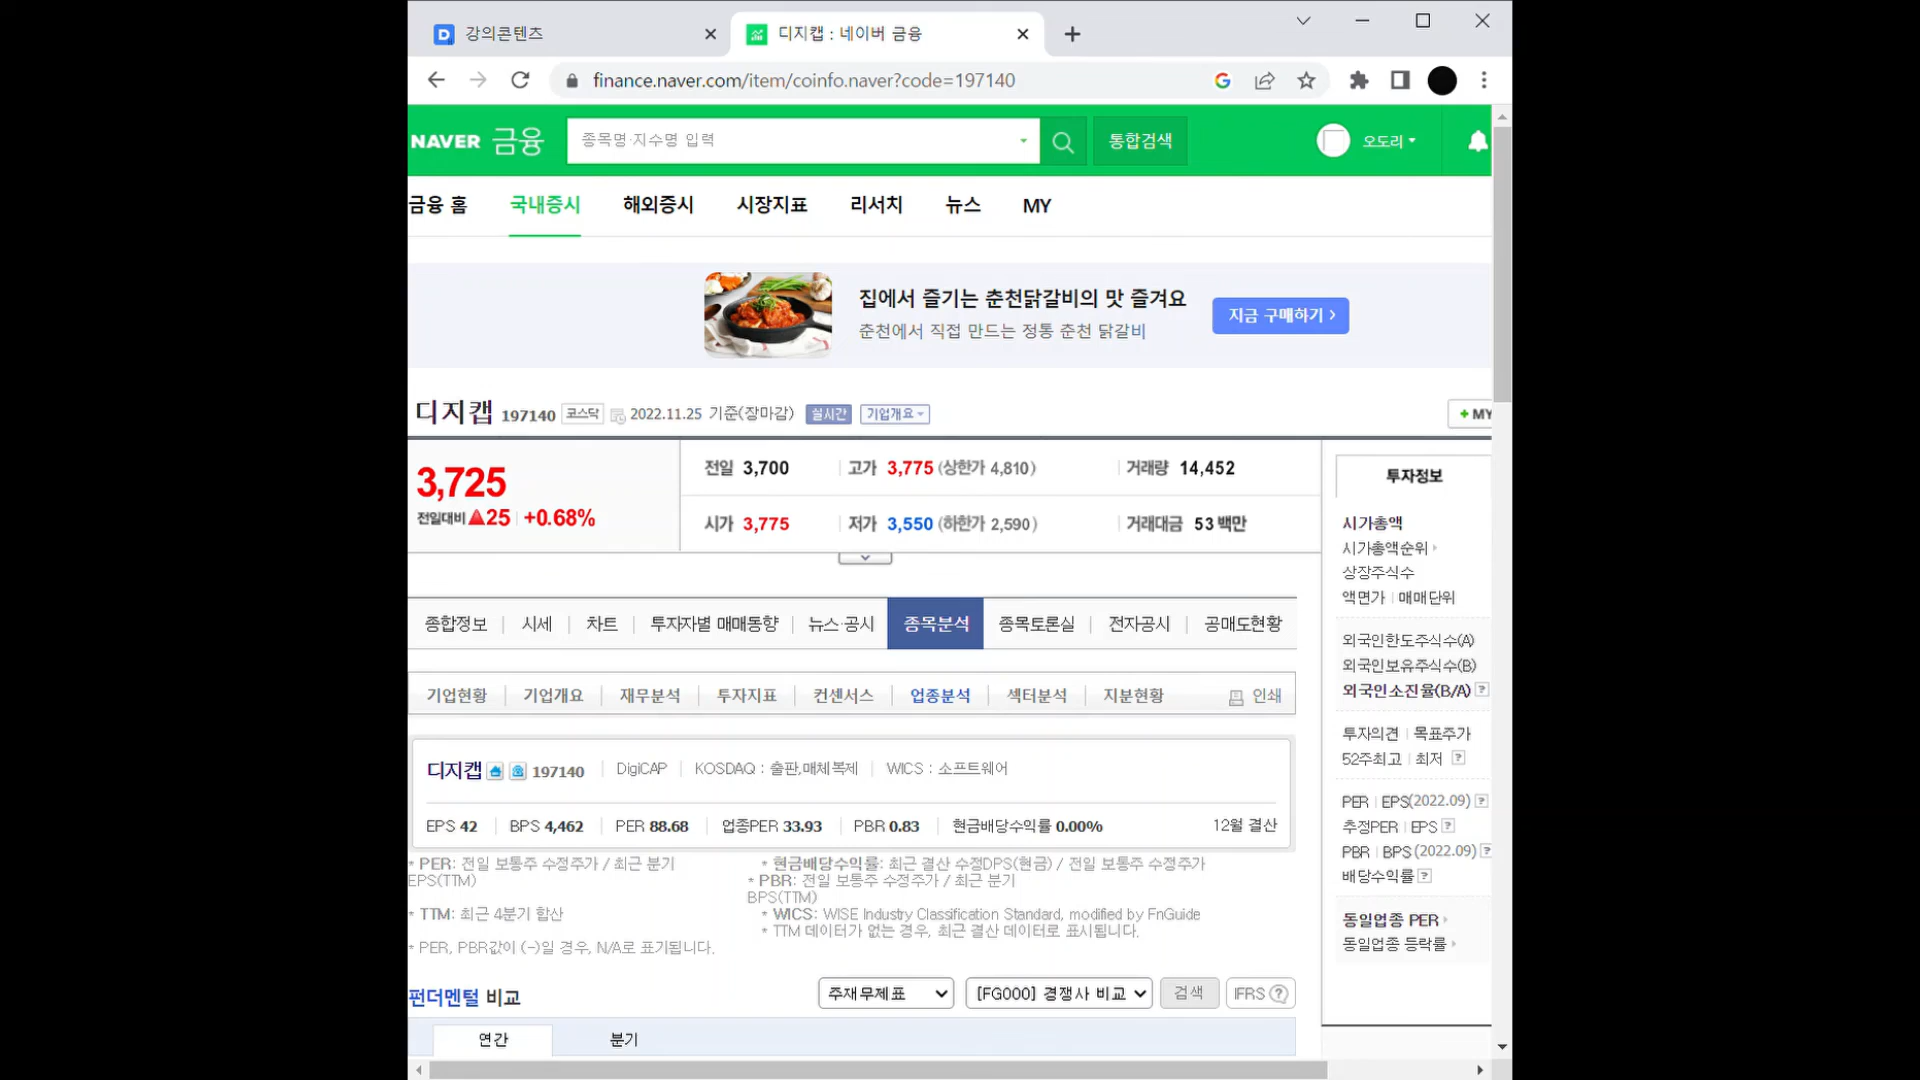 강의콘텐츠
디지캡 : 네이버 금융
finance.naver.com/item/coinfo.naver?code=197140
NAVER 금융
종목명·지수명 입력
통합검색
오도리
금융 홈 국내증시 해외증시 시장지표 리서치 뉴스 MY
집에서 즐기는 춘천닭갈비의 맛 즐겨요
춘천에서 직접 만드는 정통 춘천 닭갈비
지금 구매하기 >
디지캡 197140 코스닥 2022.11.25 기준(장마감) 실시간 기업개요
+ MY
3,725
전일대비 ▲25 +0.68%
전일 3,700 고가 3,775 (상한가 4,810) 거래량 14,452
시가 3,775 저가 3,550 (하한가 2,590) 거래대금 53 백만
종합정보 시세 차트 투자자별 매매동향 뉴스·공시 종목분석 종목토론실 전자공시 공매도현황
기업현황 기업개요 재무분석 투자지표 컨센서스 업종분석 섹터분석 지분현황 인쇄
디지캡 197140 DigiCAP KOSDAQ : 출판,매체복제 WICS : 소프트웨어
EPS 42 BPS 4,462 PER 88.68 업종PER 33.93 PBR 0.83 현금배당수익률 0.00% 12월 결산
* PER: 전일 보통주 수정주가 / 최근 분기
EPS(TTM)
* TTM: 최근 4분기 합산
* PER, PBR값이 (-)일 경우, N/A로 표기됩니다.
* 현금배당수익률: 최근 결산 수정DPS(현금) / 전일 보통주 수정주가
* PBR: 전일 보통주 수정주가 / 최근 분기
BPS(TTM)
* WICS: WISE Industry Classification Standard, modified by FnGuide
* TTM 데이터가 없는 경우, 최근 결산 데이터로 표시됩니다.
펀더멘털 비교
주재무제표 [FG000] 경쟁사 비교 검색 IFRS ?
연간 분기
투자정보
시가총액
시가총액순위
상장주식수
액면가 매매단위
외국인한도주식수(A)
외국인보유주식수(B)
외국인소진율(B/A) ?
투자의견 목표주가
52주최고 최저 ?
PER EPS(2022.09) ?
추정PER EPS ?
PBR BPS (2022.09) ?
배당수익률 ?
동일업종 PER
동일업종 등락률